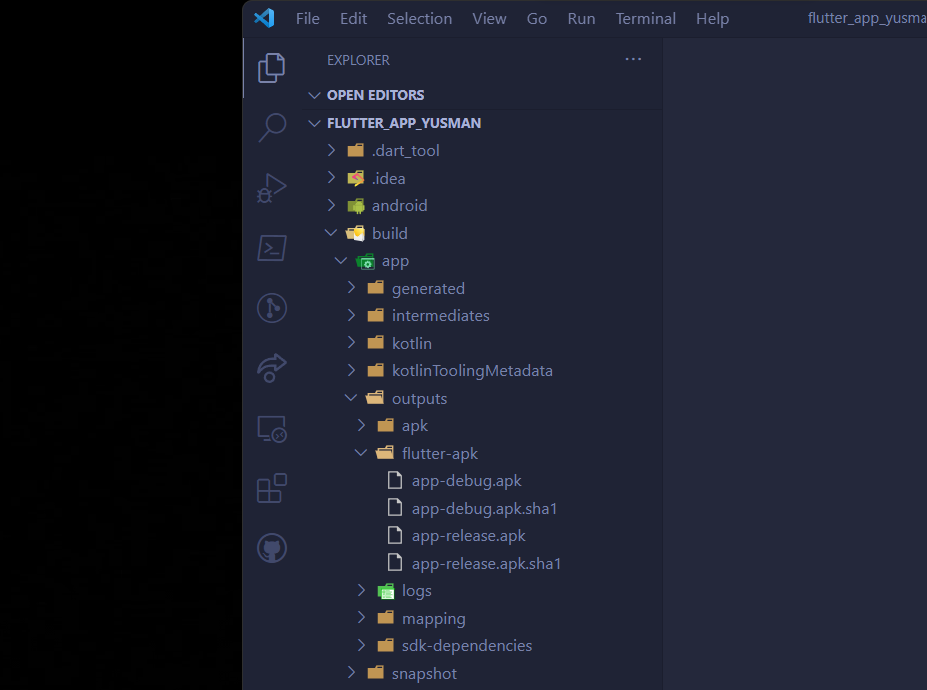 File Edit Selection View Go Run Terminal Help flutter_app_yusma
EXPLORER
OPEN EDITORS
FLUTTER_APP_YUSMAN
.dart_tool
.idea
android
build
app
generated
intermediates
kotlin
kotlinToolingMetadata
outputs
apk
flutter-apk
app-debug.apk
app-debug.apk.sha1
app-release.apk
app-release.apk.sha1
logs
mapping
sdk-dependencies
snapshot